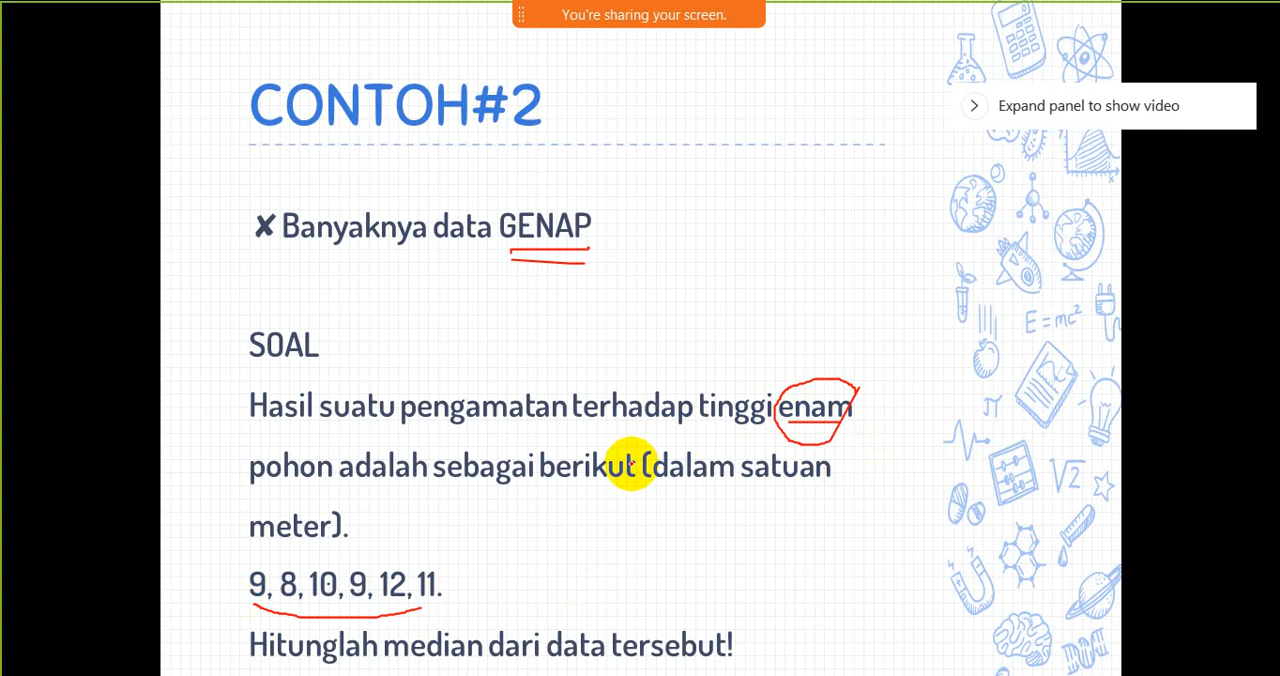 You're sharing your screen.
CONTOH#2
Expand panel to show video
✘ Banyaknya data GENAP
SOAL
Hasil suatu pengamatan terhadap tinggi enam
pohon adalah sebagai berikut (dalam satuan
meter).
9, 8, 10, 9, 12, 11.
Hitunglah median dari data tersebut!
E=mc²
π
√2
x